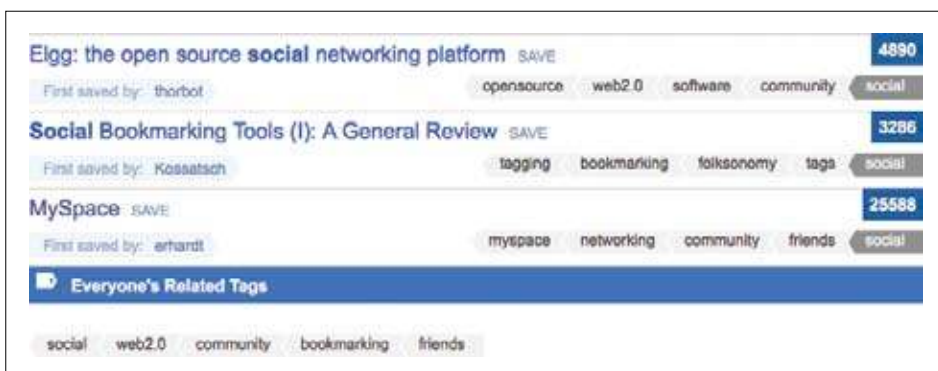 Elgg: the open source social networking platform SAVE 4890
First saved by: thorbot opensource web2.0 software community social
Social Bookmarking Tools (I): A General Review SAVE 3286
First saved by: Kossatsch tagging bookmarking folksonomy tags social
MySpace SAVE 25588
First saved by: erhardt myspace networking community friends social
Everyone's Related Tags
social web2.0 community bookmarking friends